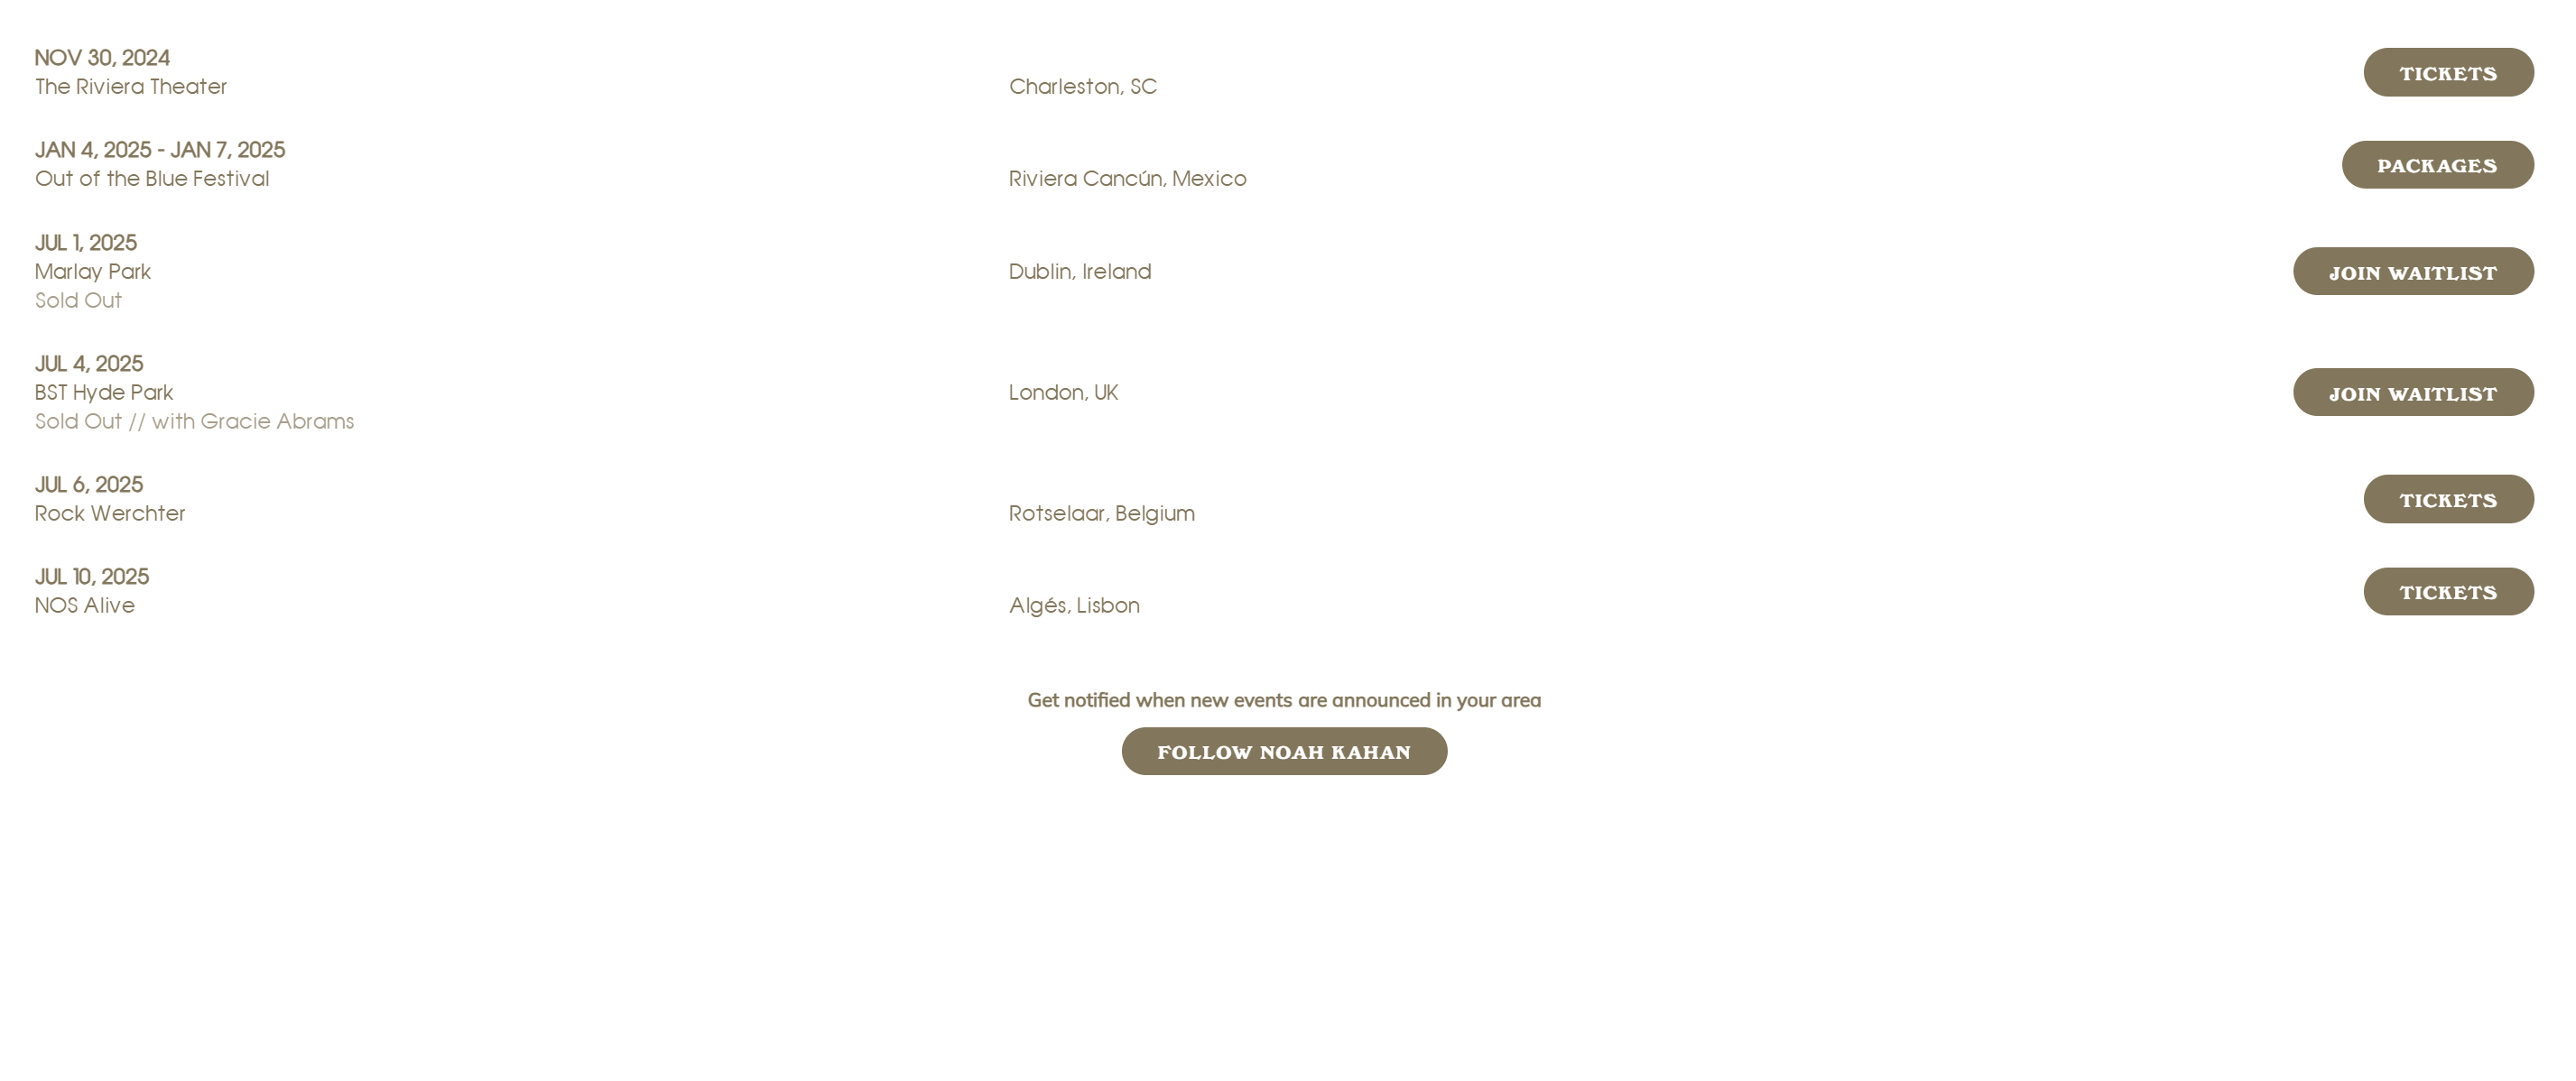 NOV 30, 2024
The Riviera Theater
Charleston, SC
TICKETS
JAN 4, 2025 - JAN 7, 2025
Out of the Blue Festival
Riviera Cancún, Mexico
PACKAGES
JUL 1, 2025
Marlay Park
Sold Out
Dublin, Ireland
JOIN WAITLIST
JUL 4, 2025
BST Hyde Park
Sold Out // with Gracie Abrams
London, UK
JOIN WAITLIST
JUL 6, 2025
Rock Werchter
Rotselaar, Belgium
TICKETS
JUL 10, 2025
NOS Alive
Algés, Lisbon
TICKETS
Get notified when new events are announced in your area
FOLLOW NOAH KAHAN